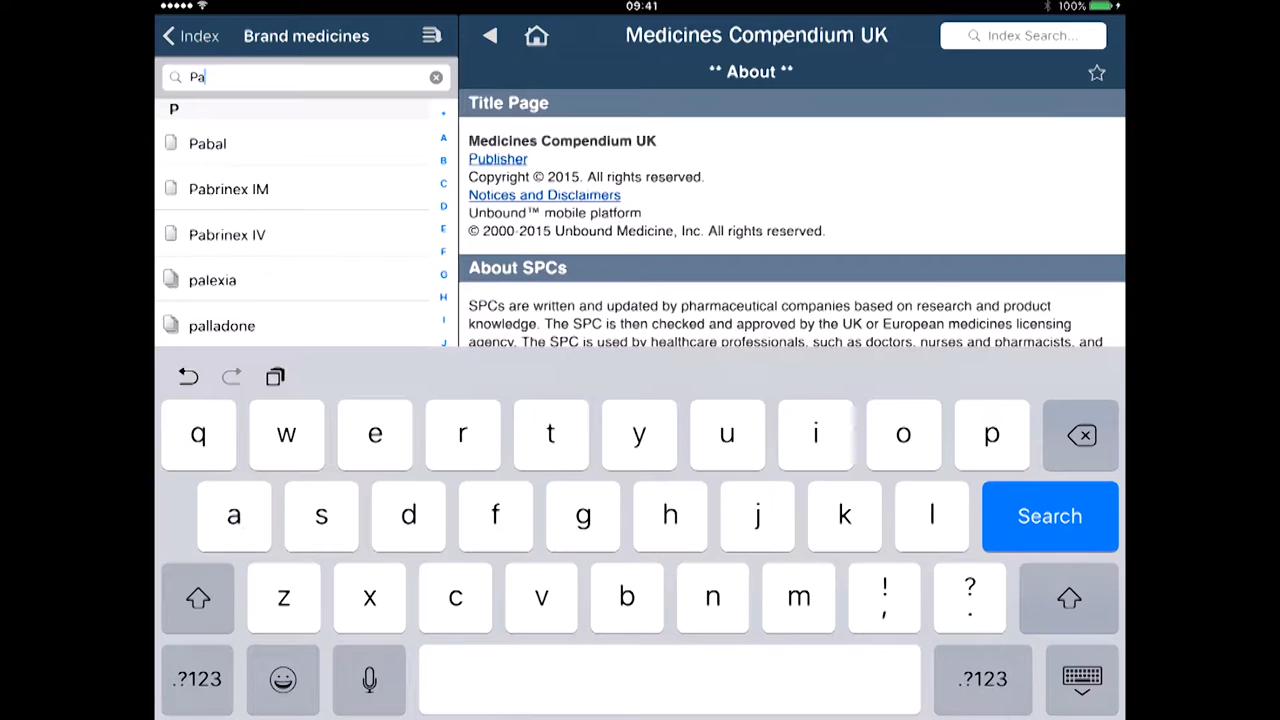 09:41
100%
Index
Brand medicines
Medicines Compendium UK
Index Search...
Pa
** About **
P
Pabal
Pabrinex IM
Pabrinex IV
palexia
palladone
A
B
C
D
E
F
G
H
I
J
Title Page
Medicines Compendium UK
Publisher
Copyright © 2015. All rights reserved.
Notices and Disclaimers
Unbound™ mobile platform
© 2000-2015 Unbound Medicine, Inc. All rights reserved.
About SPCs
SPCs are written and updated by pharmaceutical companies based on research and product
knowledge. The SPC is then checked and approved by the UK or European medicines licensing
agency. The SPC is used by healthcare professionals, such as doctors, nurses and pharmacists, and
q w e r t y u i o p
a s d f g h j k l Search
z x c v b n m ! , ? .
.?123 .?123